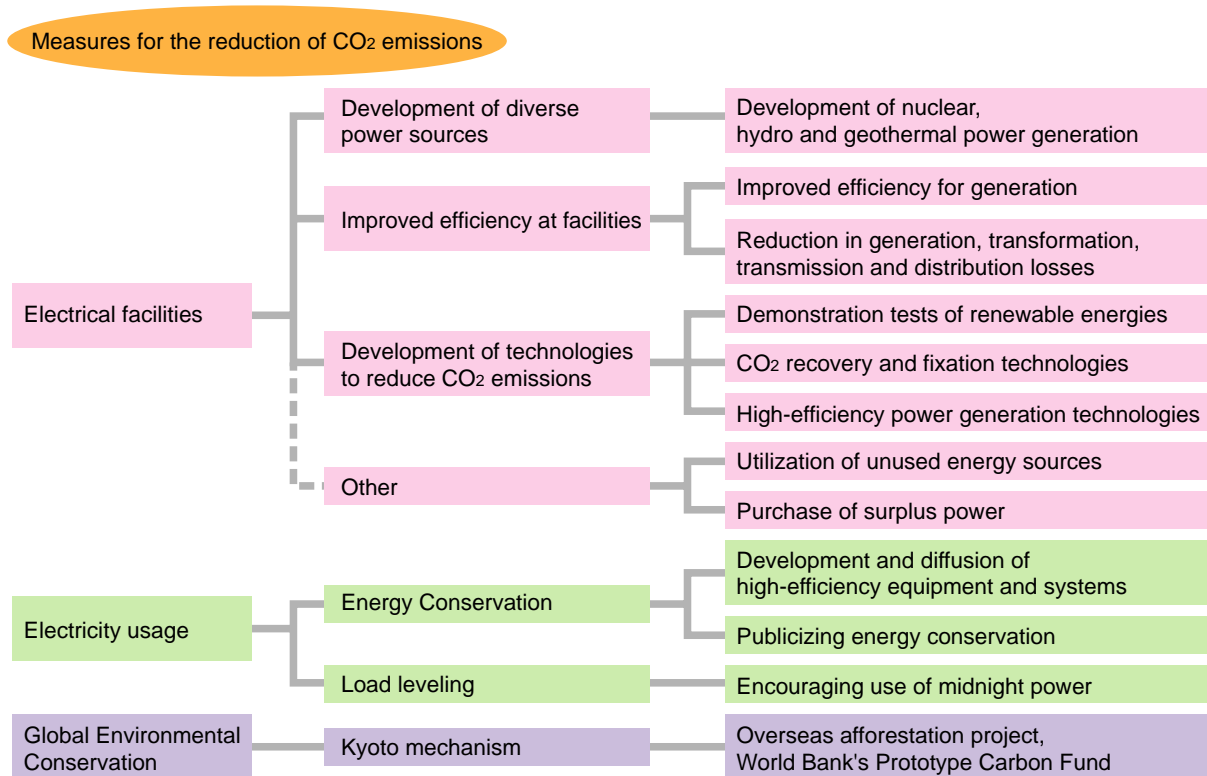 Measures for the reduction of CO2 emissions
Electrical facilities
Development of diverse
power sources
Development of nuclear,
hydro and geothermal power generation
Improved efficiency at facilities
Improved efficiency for generation
Reduction in generation, transformation,
transmission and distribution losses
Development of technologies
to reduce CO2 emissions
Demonstration tests of renewable energies
CO2 recovery and fixation technologies
High-efficiency power generation technologies
Other
Utilization of unused energy sources
Purchase of surplus power
Electricity usage
Energy Conservation
Development and diffusion of
high-efficiency equipment and systems
Publicizing energy conservation
Load leveling
Encouraging use of midnight power
Global Environmental
Conservation
Kyoto mechanism
Overseas afforestation project,
World Bank's Prototype Carbon Fund